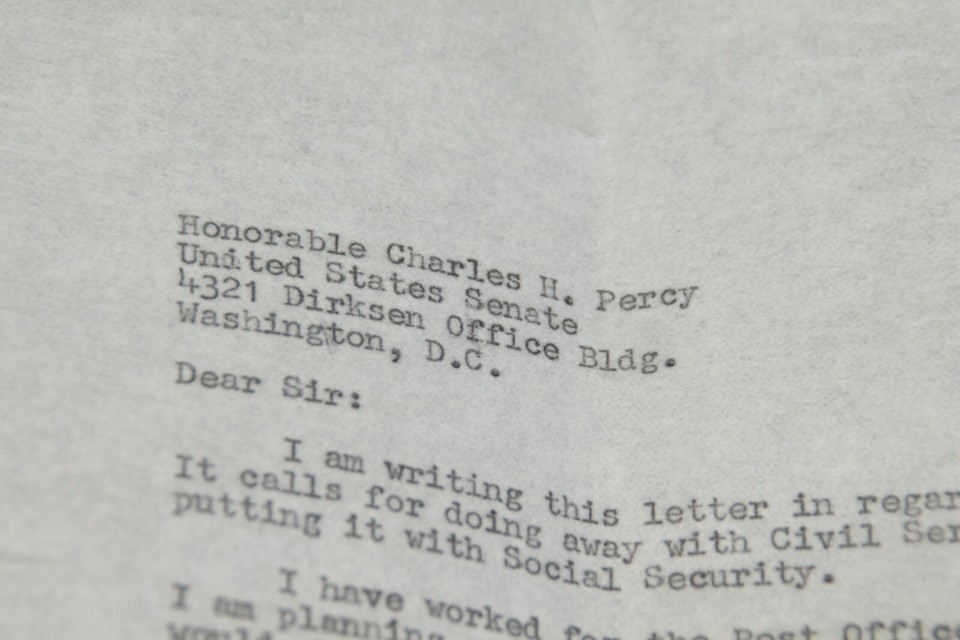 Honorable Charles H. Percy
United States Senate
4321 Dirksen Office Bldg.
Washington, D.C.
Dear Sir:
I am writing this letter in regar
It calls for doing away with Civil Ser
putting it with Social Security.
I have worked for the Post Office
I am planning
would